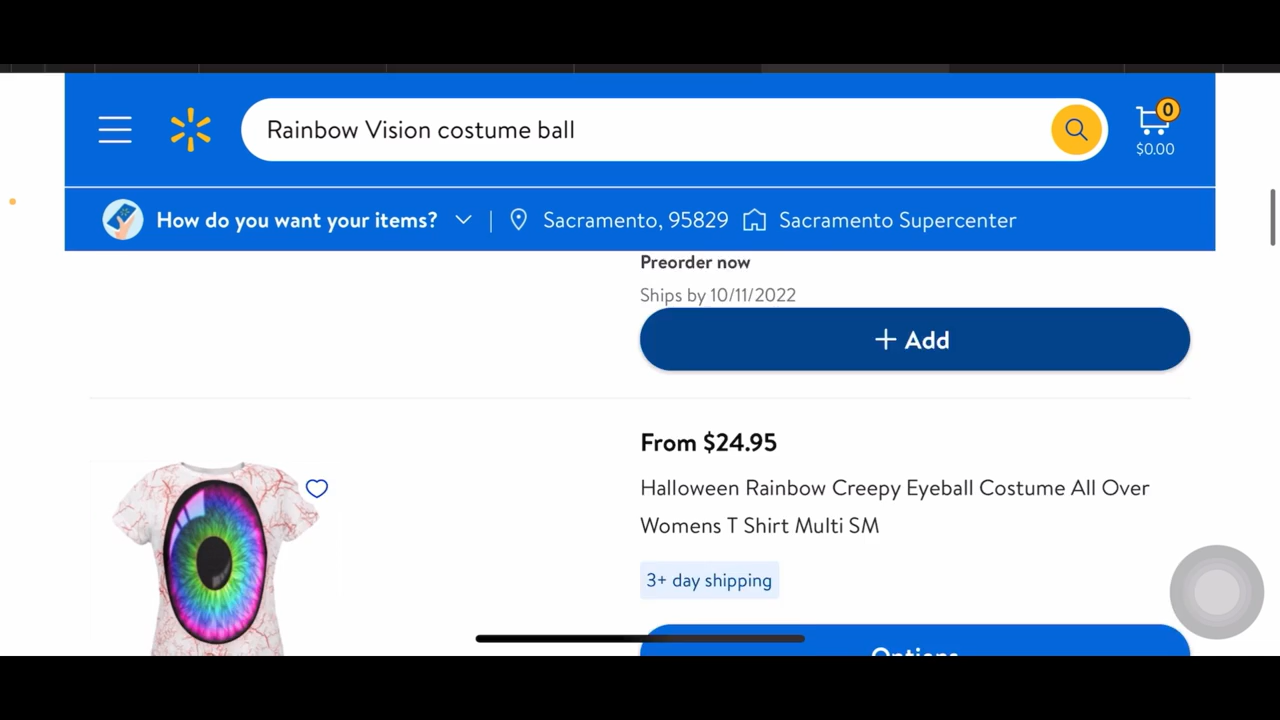 Rainbow Vision costume ball
0
$0.00
How do you want your items? Sacramento, 95829 Sacramento Supercenter
Preorder now
Ships by 10/11/2022
+ Add
From $24.95
Halloween Rainbow Creepy Eyeball Costume All Over
Womens T Shirt Multi SM
3+ day shipping
Options